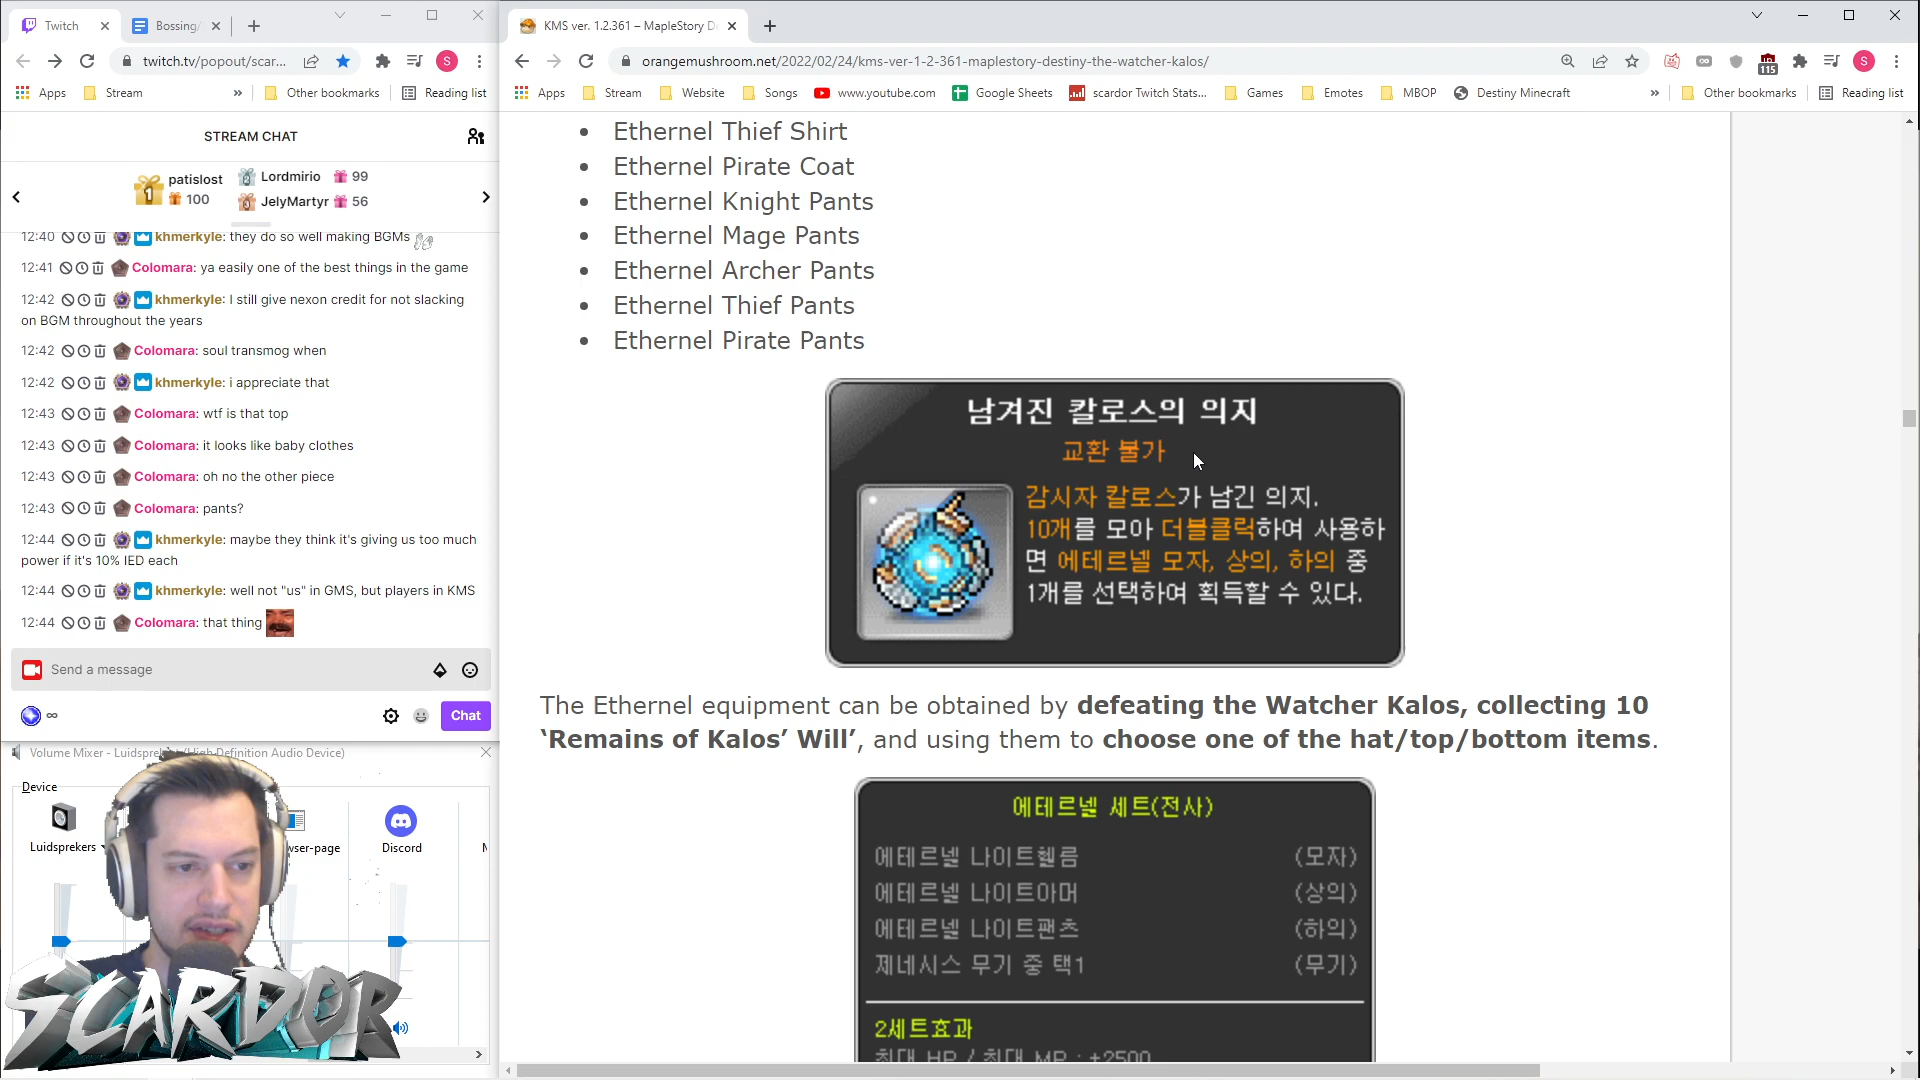 Twitch
Bossing/
KMS ver. 1.2.361 – MapleStory D
twitch.tv/popout/scar...
S
orangemushroom.net/2022/02/24/kms-ver-1-2-361-maplestory-destiny-the-watcher-kalos/
115
S
Apps
Stream
»
Other bookmarks
Reading list
Apps
Stream
Website
Songs
www.youtube.com
Google Sheets
scardor Twitch Stats...
Games
Emotes
MBOP
Destiny Minecraft
»
Other bookmarks
Reading list
STREAM CHAT
1
patislost
100
Lordmirio 99
JelyMartyr 56
12:40 khmerkyle: they do so well making BGMs
12:41 Colomara: ya easily one of the best things in the game
12:42 khmerkyle: I still give nexon credit for not slacking
on BGM throughout the years
12:42 Colomara: soul transmog when
12:42 khmerkyle: i appreciate that
12:43 Colomara: wtf is that top
12:43 Colomara: it looks like baby clothes
12:43 Colomara: oh no the other piece
12:43 Colomara: pants?
12:44 khmerkyle: maybe they think it's giving us too much
power if it's 10% IED each
12:44 khmerkyle: well not "us" in GMS, but players in KMS
12:44 Colomara: that thing
Send a message
∞
Chat
Volume Mixer - Luidsprek (High Definition Audio Device)
Device
Luidsprekers
wser-page
Discord
SCARDOR
Ethernel Thief Shirt
Ethernel Pirate Coat
Ethernel Knight Pants
Ethernel Mage Pants
Ethernel Archer Pants
Ethernel Thief Pants
Ethernel Pirate Pants
남겨진 칼로스의 의지
교환 불가
감시자 칼로스가 남긴 의지.
10개를 모아 더블클릭하여 사용하
면 에테르넬 모자, 상의, 하의 중
1개를 선택하여 획득할 수 있다.
The Ethernel equipment can be obtained by defeating the Watcher Kalos, collecting 10
‘Remains of Kalos’ Will’, and using them to choose one of the hat/top/bottom items.
에테르넬 세트(전사)
에테르넬 나이트헬름 (모자)
에테르넬 나이트아머 (상의)
에테르넬 나이트팬츠 (하의)
제네시스 무기 중 택1 (무기)
2세트효과
최대 HP / 최대 MP : +2500